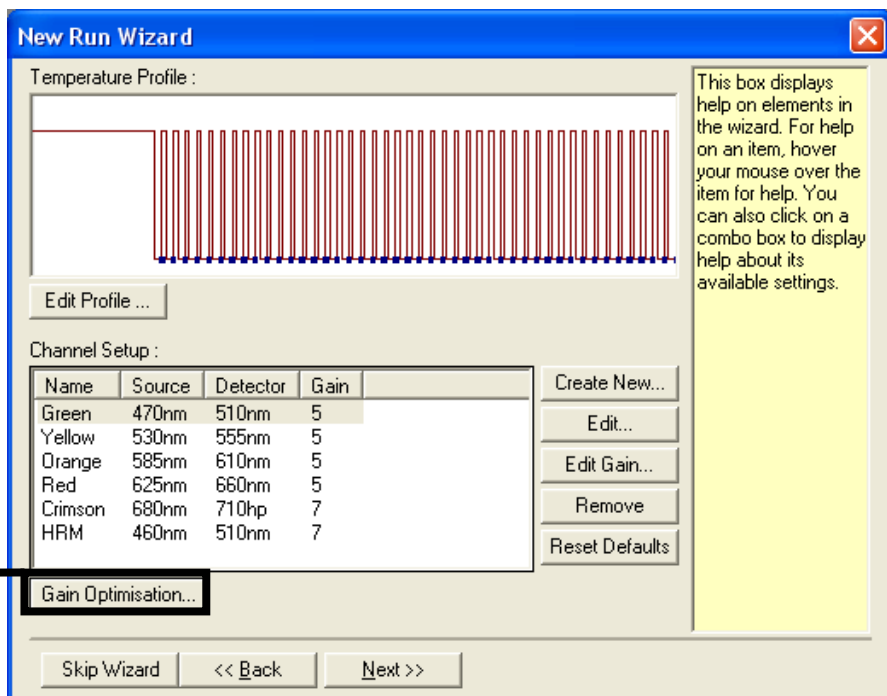 New Run Wizard
Temperature Profile :
Edit Profile ...
Channel Setup :
Name Source Detector Gain
Green 470nm 510nm 5
Yellow 530nm 555nm 5
Orange 585nm 610nm 5
Red 625nm 660nm 5
Crimson 680nm 710hp 7
HRM 460nm 510nm 7
Create New...
Edit...
Edit Gain...
Remove
Reset Defaults
Gain Optimisation...
Skip Wizard
<< Back
Next >>
This box displays
help on elements in
the wizard. For help
on an item, hover
your mouse over the
item for help. You
can also click on a
combo box to display
help about its
available settings.